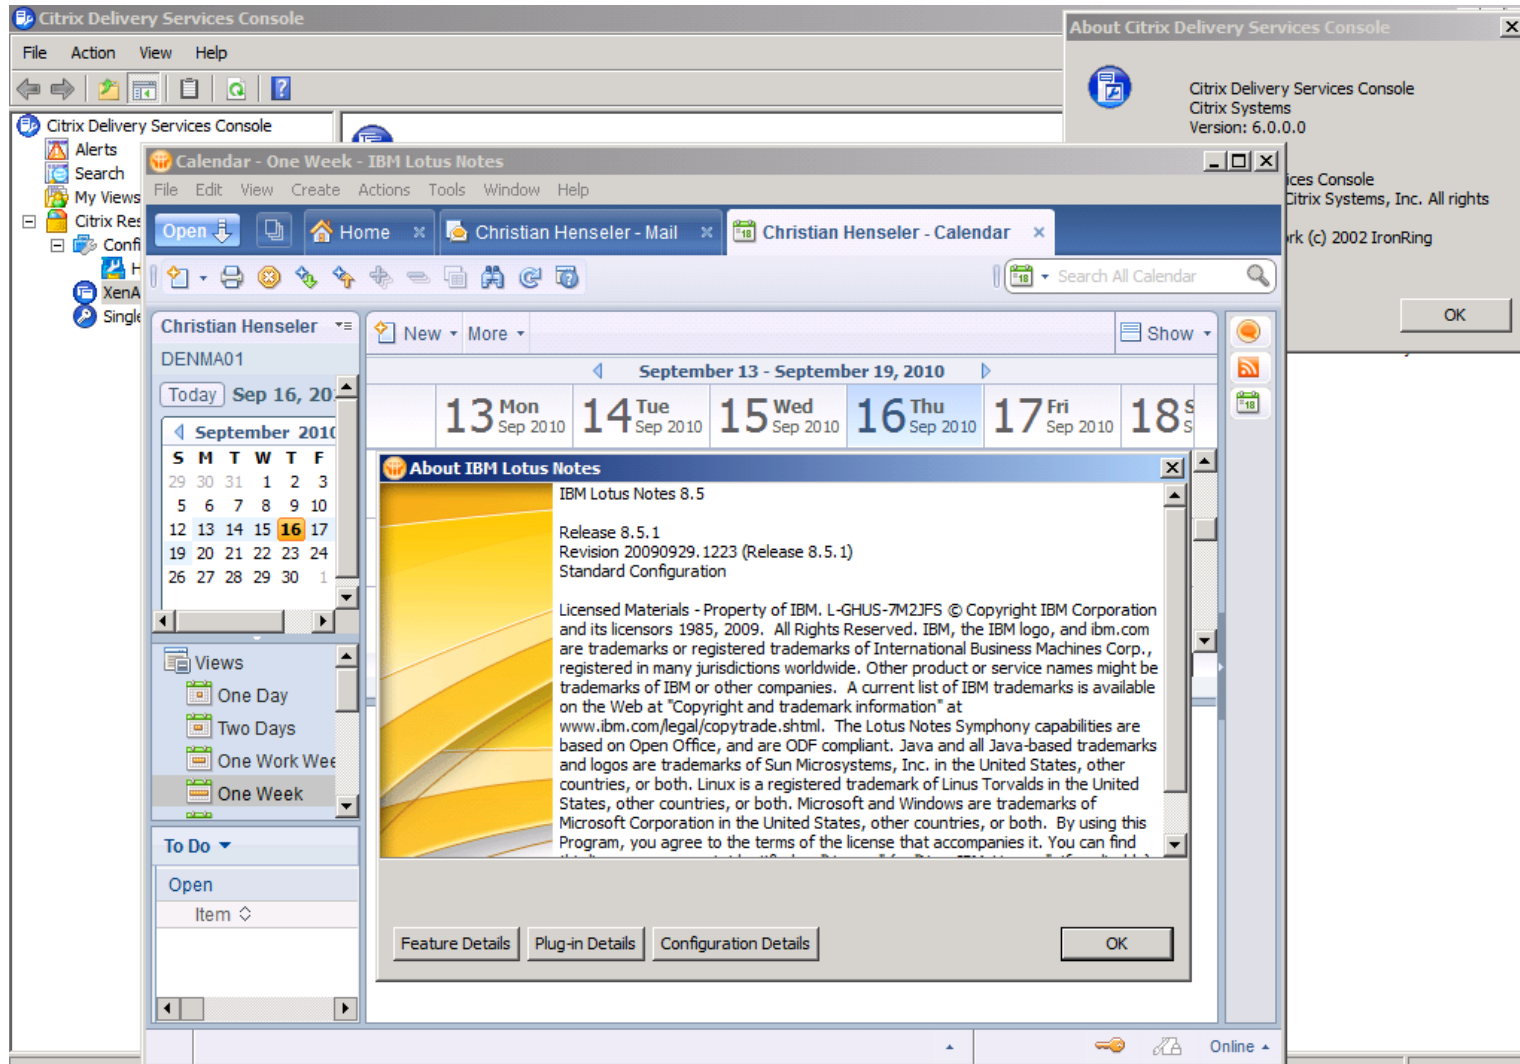 Citrix Delivery Services Console
File Action View Help
Citrix Delivery Services Console
Alerts
Search
My Views
Citrix Res
Confi
H
XenA
Single
About Citrix Delivery Services Console
Citrix Delivery Services Console
Citrix Systems
Version: 6.0.0.0
ices Console
Citrix Systems, Inc. All rights
rk (c) 2002 IronRing
OK
Calendar - One Week - IBM Lotus Notes
File Edit View Create Actions Tools Window Help
Open Home Christian Henseler - Mail Christian Henseler - Calendar
18 Search All Calendar
Christian Henseler
DENMA01
Today Sep 16, 20
September 2010
S M T W T F
29 30 31 1 2 3
5 6 7 8 9 10
12 13 14 15 16 17
19 20 21 22 23 24
26 27 28 29 30 1
Views
One Day
Two Days
One Work Wee
One Week
To Do
Open
Item
New More Show
September 13 - September 19, 2010
13 Mon Sep 2010 14 Tue Sep 2010 15 Wed Sep 2010 16 Thu Sep 2010 17 Fri Sep 2010 18 S S
About IBM Lotus Notes
IBM Lotus Notes 8.5
Release 8.5.1
Revision 20090929.1223 (Release 8.5.1)
Standard Configuration
Licensed Materials - Property of IBM. L-GHUS-7M2JFS © Copyright IBM Corporation
and its licensors 1985, 2009. All Rights Reserved. IBM, the IBM logo, and ibm.com
are trademarks or registered trademarks of International Business Machines Corp.,
registered in many jurisdictions worldwide. Other product or service names might be
trademarks of IBM or other companies. A current list of IBM trademarks is available
on the Web at "Copyright and trademark information" at
www.ibm.com/legal/copytrade.shtml. The Lotus Notes Symphony capabilities are
based on Open Office, and are ODF compliant. Java and all Java-based trademarks
and logos are trademarks of Sun Microsystems, Inc. in the United States, other
countries, or both. Linux is a registered trademark of Linus Torvalds in the United
States, other countries, or both. Microsoft and Windows are trademarks of
Microsoft Corporation in the United States, other countries, or both. By using this
Program, you agree to the terms of the license that accompanies it. You can find
Feature Details Plug-in Details Configuration Details OK
18
Online